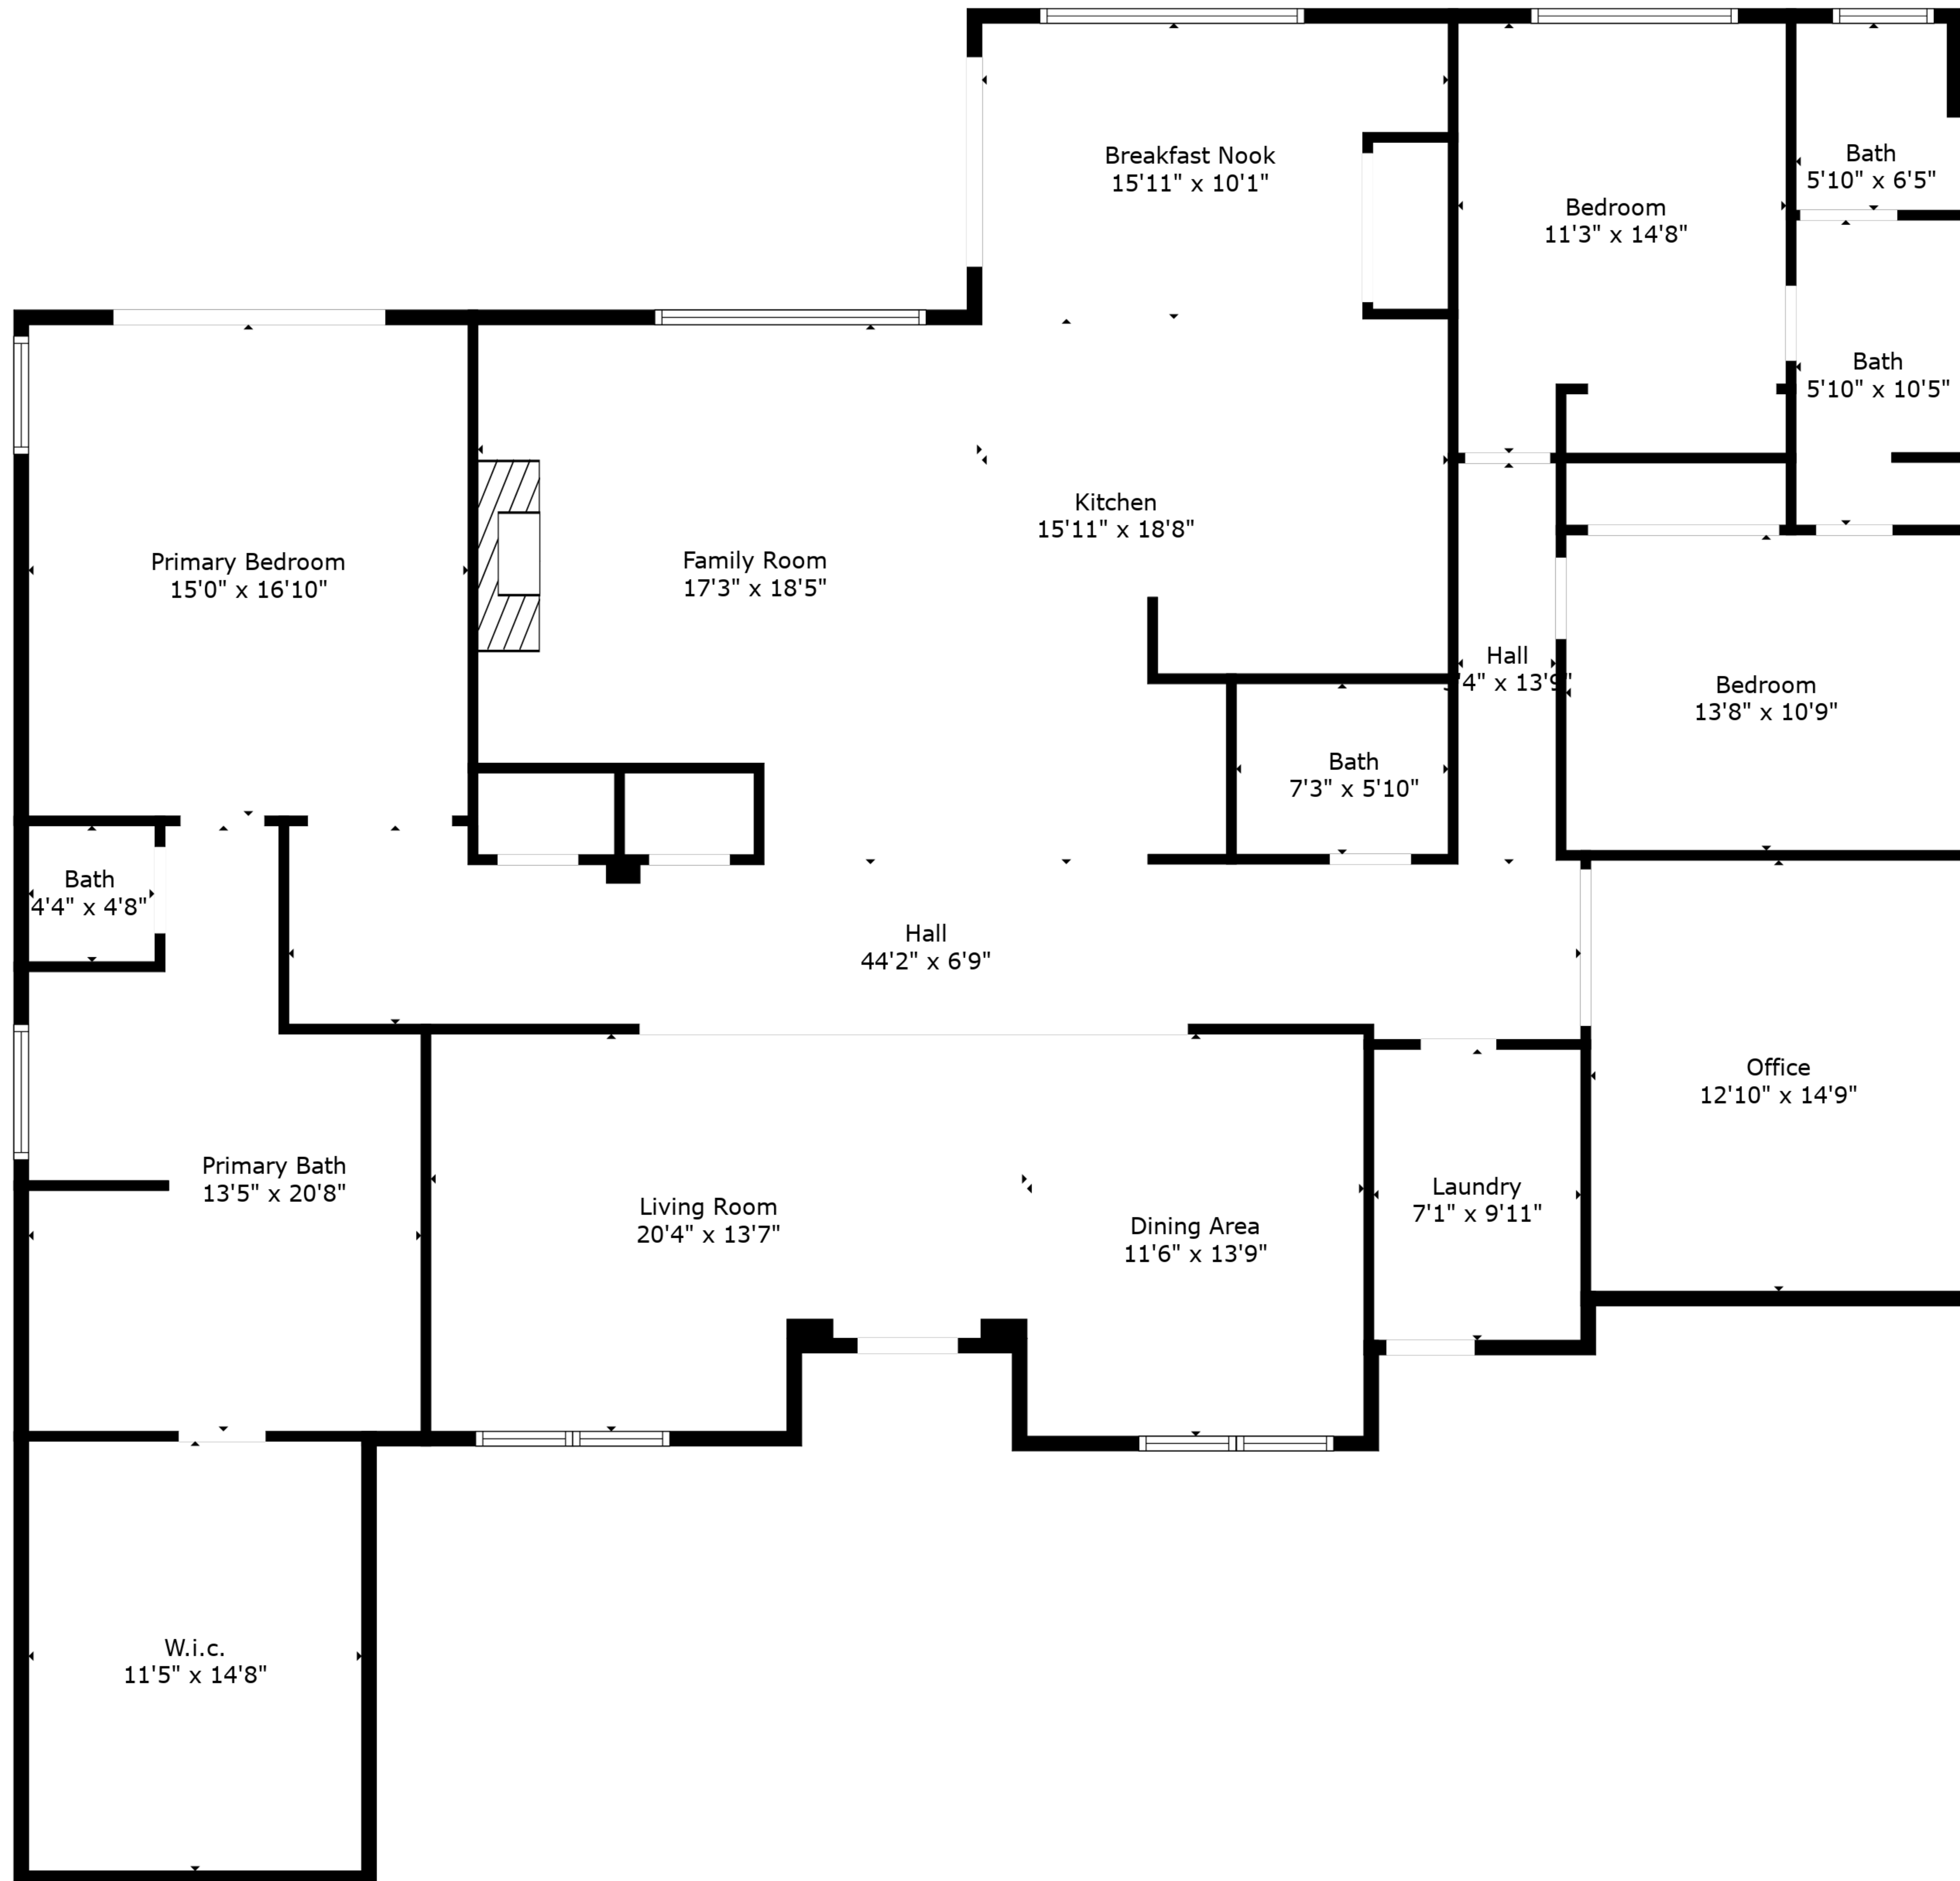 Breakfast Nook
15'11" x 10'1"
Bath
5'10" x 6'5"
Bedroom
11'3" x 14'8"
Bath
5'10" x 10'5"
Primary Bedroom
15'0" x 16'10"
Family Room
17'3" x 18'5"
Kitchen
15'11" x 18'8"
Hall
'4" x 13'9"
Bedroom
13'8" x 10'9"
Bath
7'3" x 5'10"
Bath
4'4" x 4'8"
Hall
44'2" x 6'9"
Office
12'10" x 14'9"
Primary Bath
13'5" x 20'8"
Living Room
20'4" x 13'7"
Dining Area
11'6" x 13'9"
Laundry
7'1" x 9'11"
W.i.c.
11'5" x 14'8"